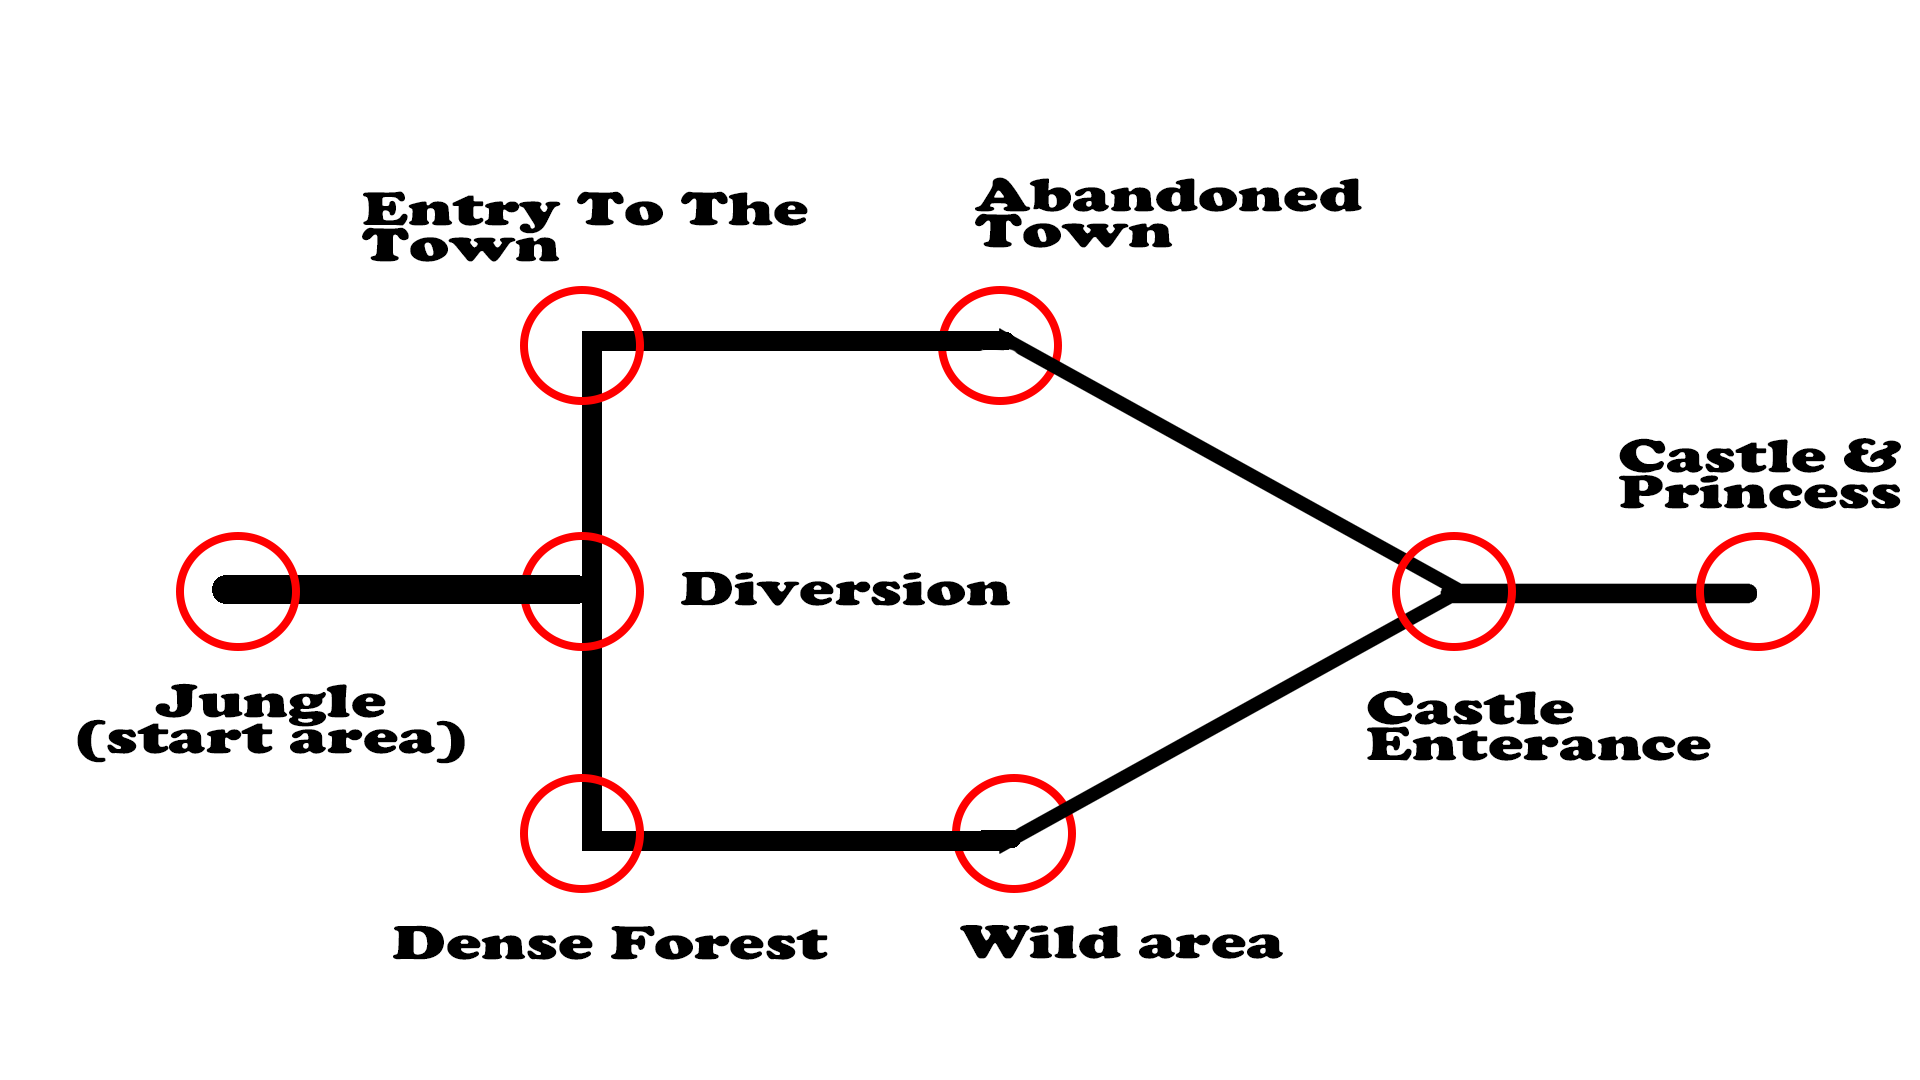 Entry To The
Town
Abandoned
Town
Castle &
Princess
Diversion
Jungle
(start area)
Castle
Enterance
Dense Forest
Wild area